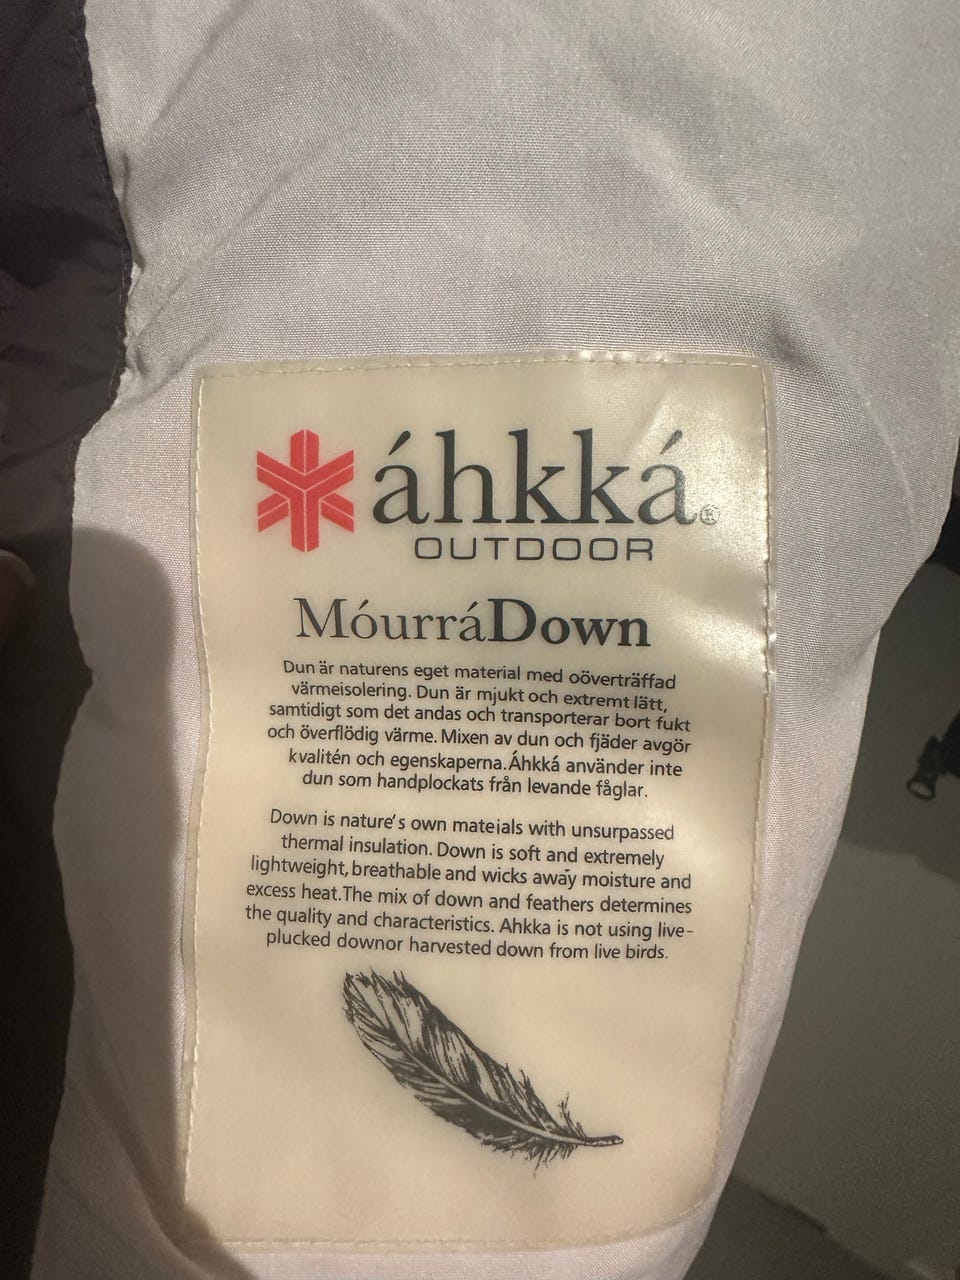 áhkká®
OUTDOOR
MóurráDown
Dun är naturens eget material med oöverträffad
värmeisolering. Dun är mjukt och extremt lätt,
samtidigt som det andas och transporterar bort fukt
och överflödig värme. Mixen av dun och fjäder avgör
kvalitén och egenskaperna.Áhkká använder inte
dun som handplockats från levande fåglar.
Down is nature's own mateials with unsurpassed
thermal insulation. Down is soft and extremely
lightweight, breathable and wicks away moisture and
excess heat.The mix of down and feathers determines
the quality and characteristics. Ahkka is not using live-
plucked downor harvested down from live birds.